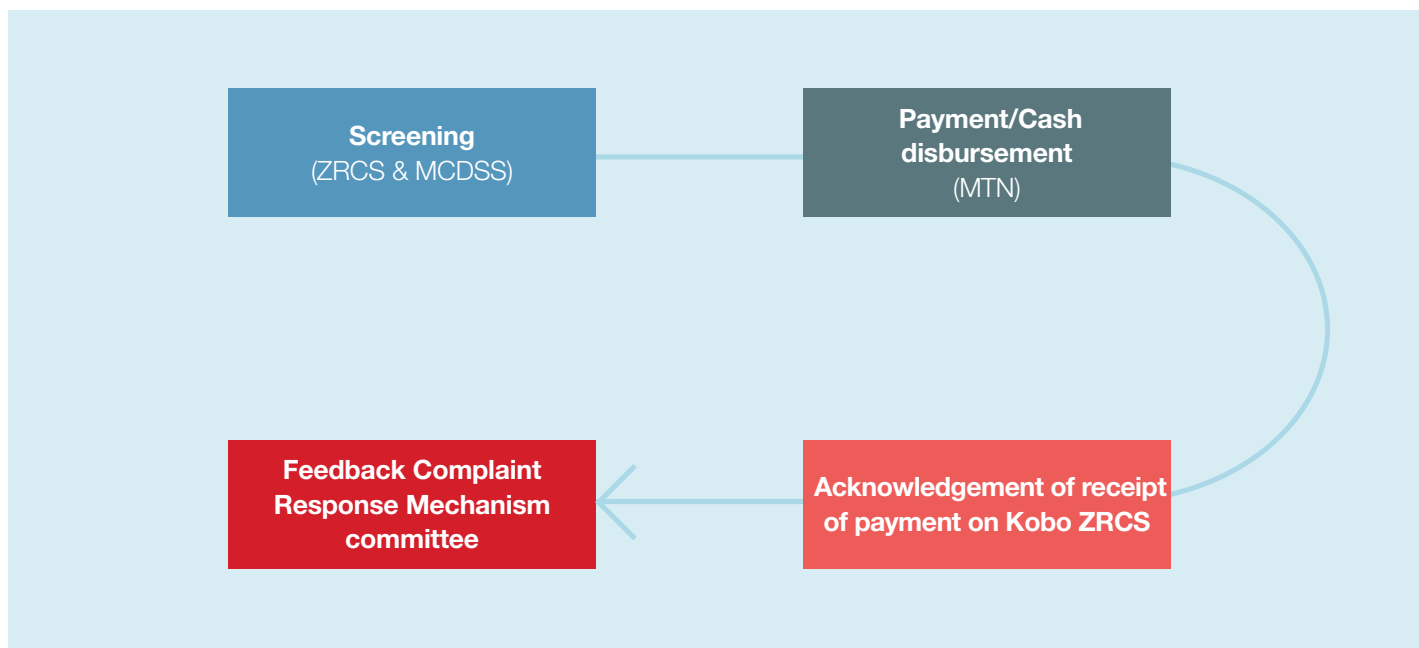 Screening
(ZRCS & MCDSS)
Payment/Cash
disbursement
(MTN)
Acknowledgement of receipt
of payment on Kobo ZRCS
Feedback Complaint
Response Mechanism
committee